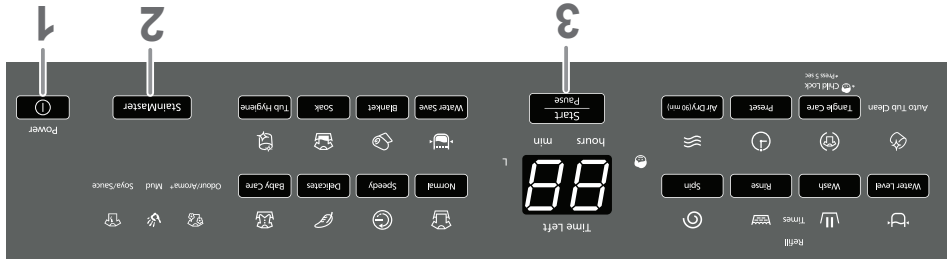 Refill
Times
Time Left
Water Level Wash Rinse Spin 88 Normal Speedy Delicates Baby Care Odour/Aroma+ Mud Soya/Sauce
L
hours min
Power
Auto Tub Clean Tangle Care Preset Air Dry (90 min) Start Pause Water Save Blanket Soak Tub Hygiene StainMaster
* Child Lock
*Press 5 sec
3 2 1